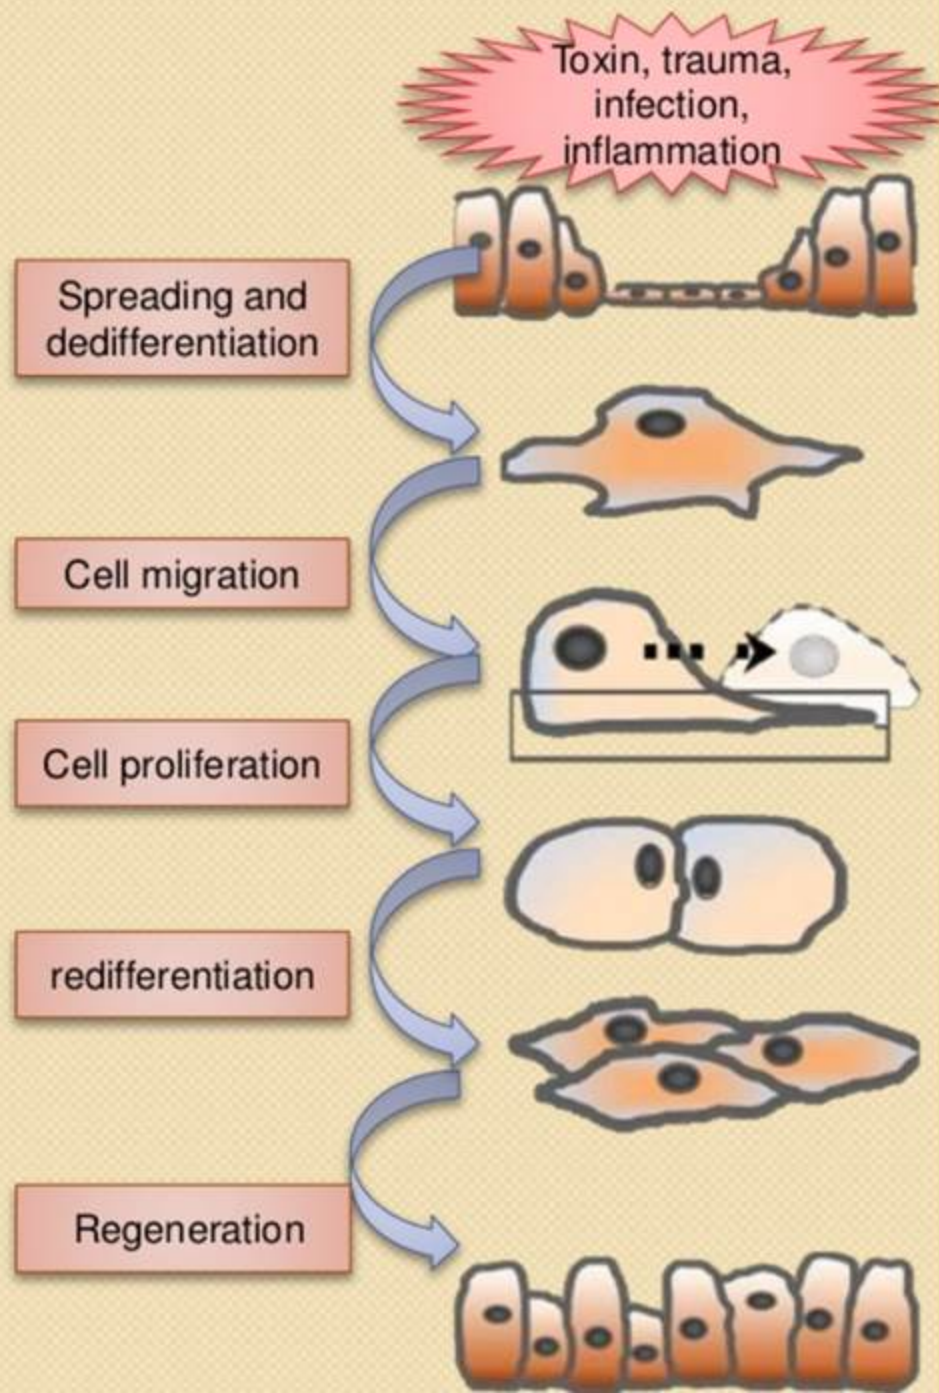 Toxin, trauma,
infection,
inflammation
Spreading and
dedifferentiation
Cell migration
Cell proliferation
redifferentiation
Regeneration